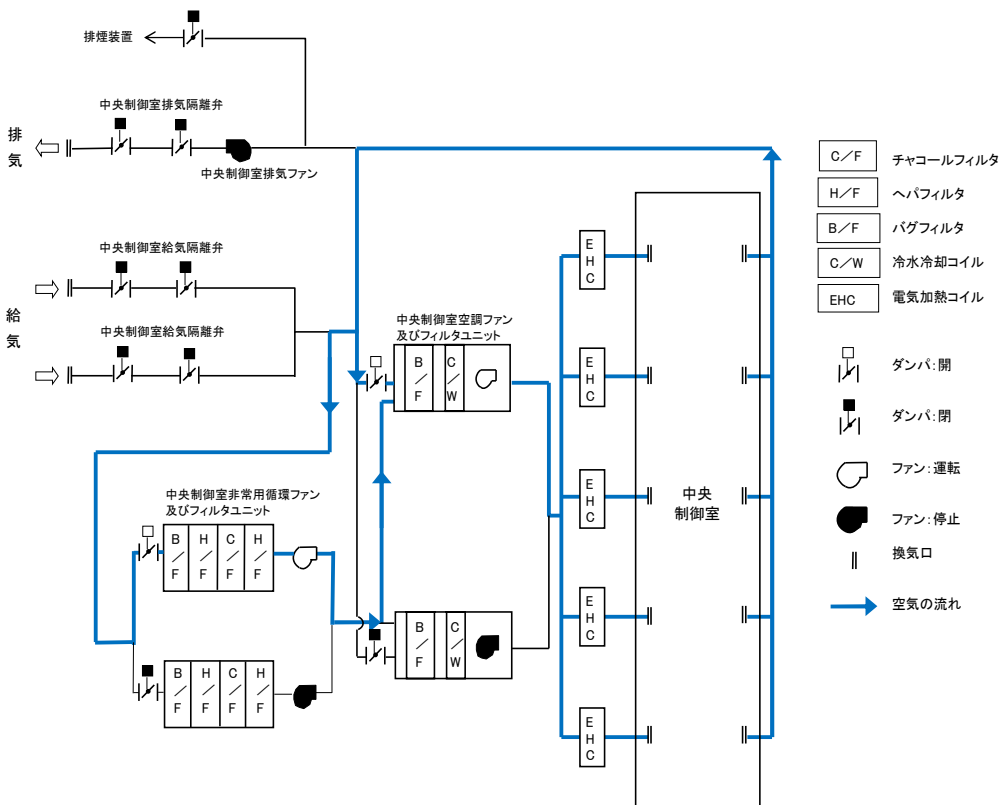 排煙装置
中央制御室排気隔離弁
排
気
中央制御室排気ファン
中央制御室給気隔離弁
給
気
中央制御室給気隔離弁
中央制御室空調ファン
及びフィルタユニット
B/F
C/W
中央制御室非常用循環ファン
及びフィルタユニット
B/F
H/F
C/F
H/F
B/F
H/F
C/F
H/F
B/F
C/W
EHC
EHC
EHC
EHC
EHC
中央
制御室
C/F チャコールフィルタ
H/F ヘパフィルタ
B/F バグフィルタ
C/W 冷水冷却コイル
EHC 電気加熱コイル
ダンパ:開
ダンパ:閉
ファン:運転
ファン:停止
換気口
空気の流れ